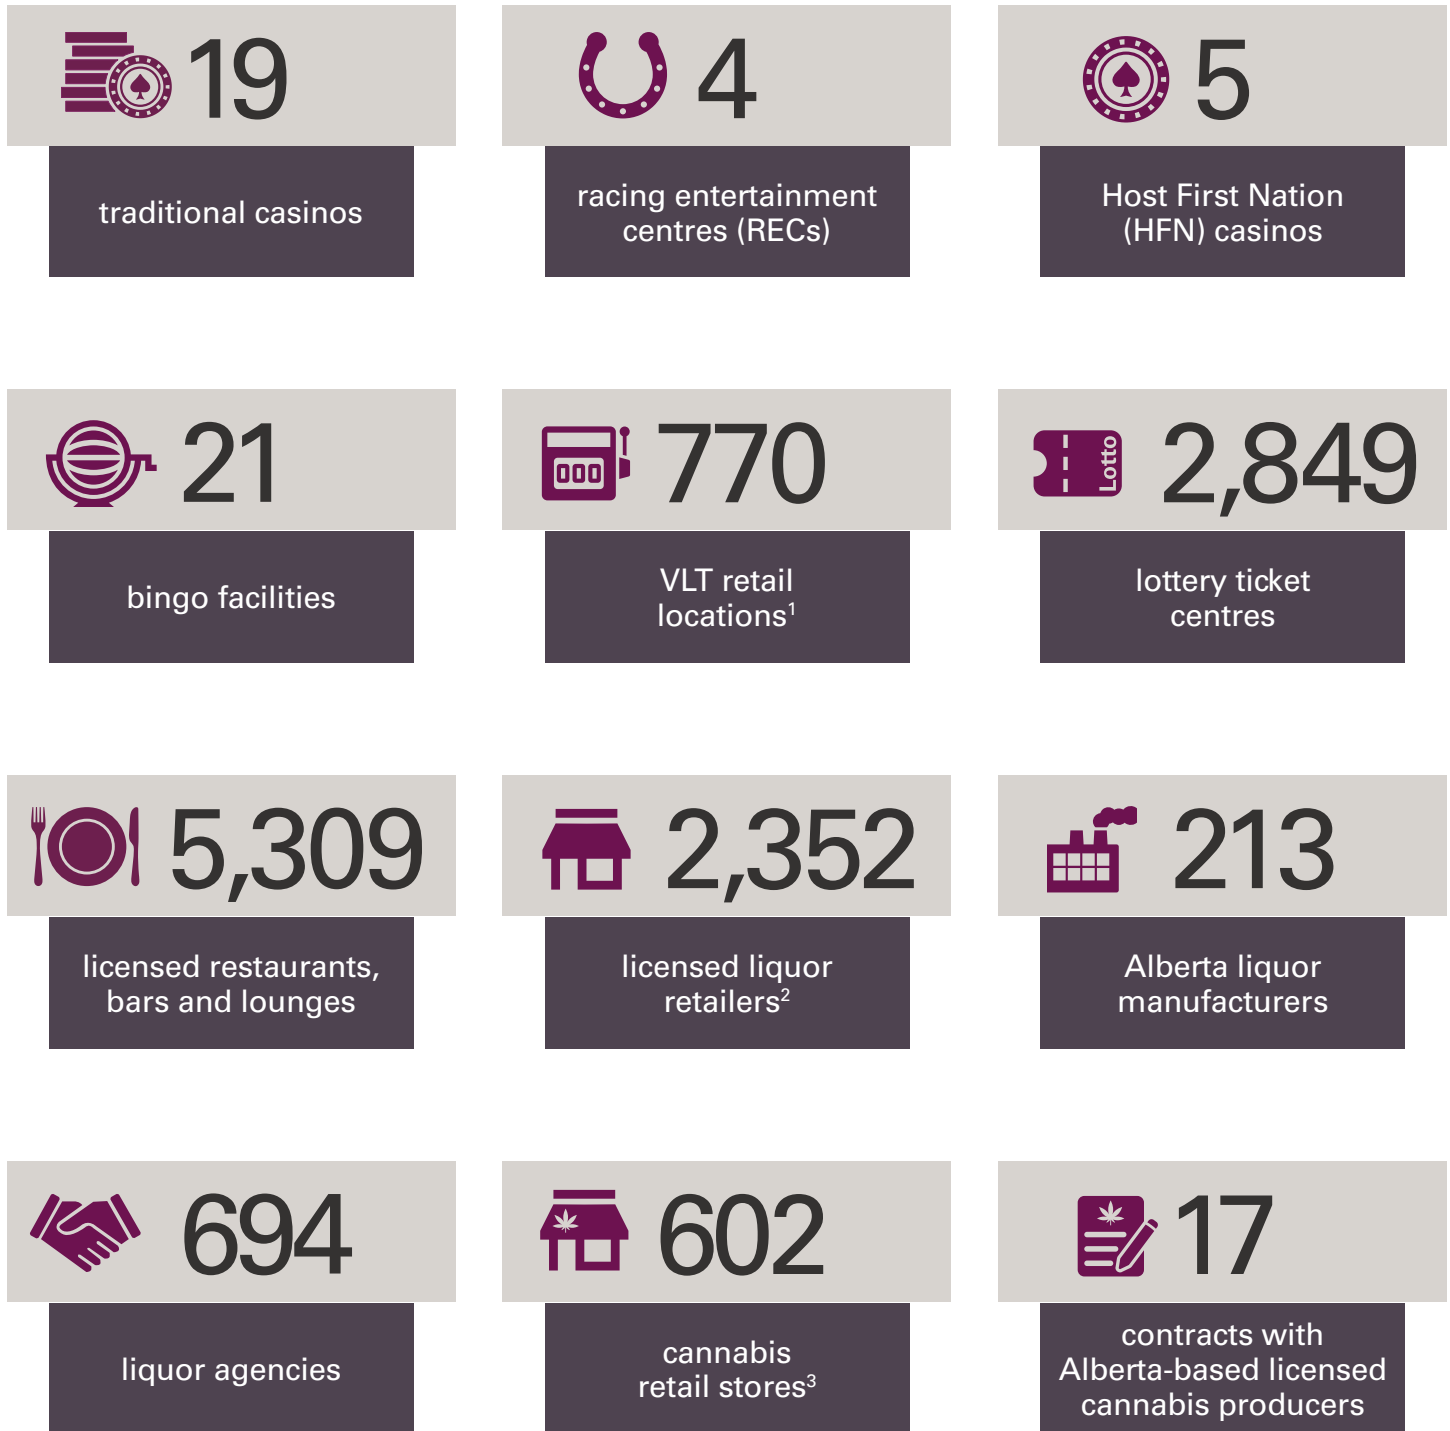 19
traditional casinos
4
racing entertainment
centres (RECs)
5
Host First Nation
(HFN) casinos
21
bingo facilities
000
770
VLT retail
locations¹
Lotto
2,849
lottery ticket
centres
5,309
licensed restaurants,
bars and lounges
2,352
licensed liquor
retailers²
213
Alberta liquor
manufacturers
694
liquor agencies
602
cannabis
retail stores³
17
contracts with
Alberta-based licensed
cannabis producers